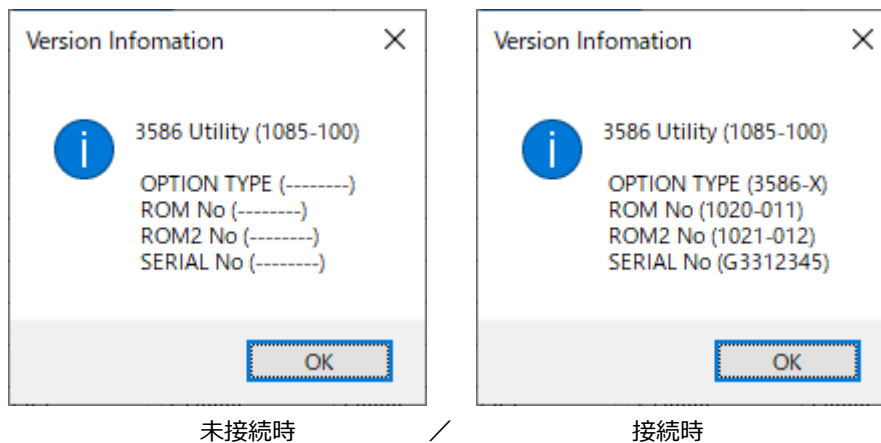 Version Infomation
3586 Utility (1085-100)
OPTION TYPE (--------)
ROM No (--------)
ROM2 No (--------)
SERIAL No (--------)
OK
Version Infomation
3586 Utility (1085-100)
OPTION TYPE (3586-X)
ROM No (1020-011)
ROM2 No (1021-012)
SERIAL No (G3312345)
OK
未接続時 ／ 接続時